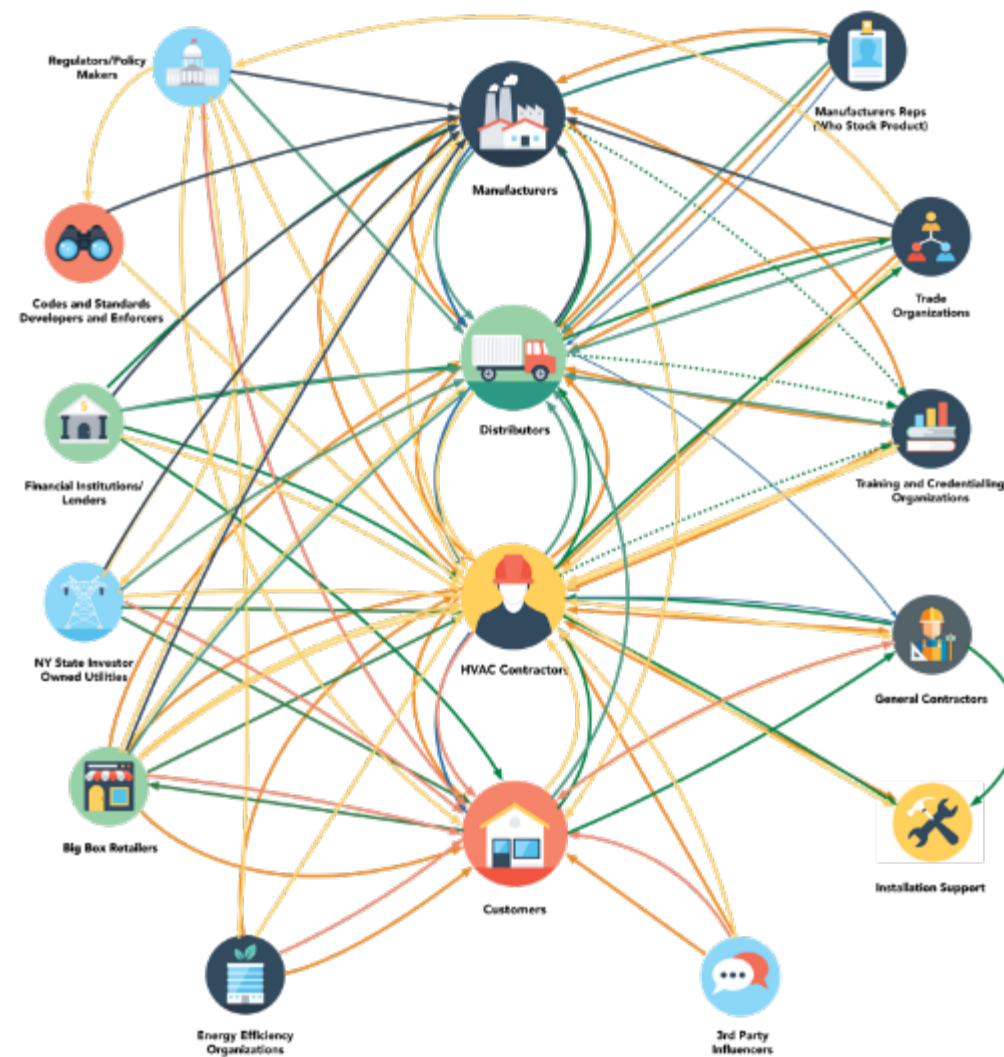 Regulators/Policy
Makers
Manufacturers
Manufacturers Reps
(Who Stock Product)
Codes and Standards
Developers and Enforcers
Trade
Organizations
Distributors
Financial Institutions/
Lenders
Training and Credentialling
Organizations
NY State Investor
Owned Utilities
HVAC Contractors
General Contractors
Big Box Retailers
Installation Support
Customers
Energy Efficiency
Organizations
3rd Party
Influencers